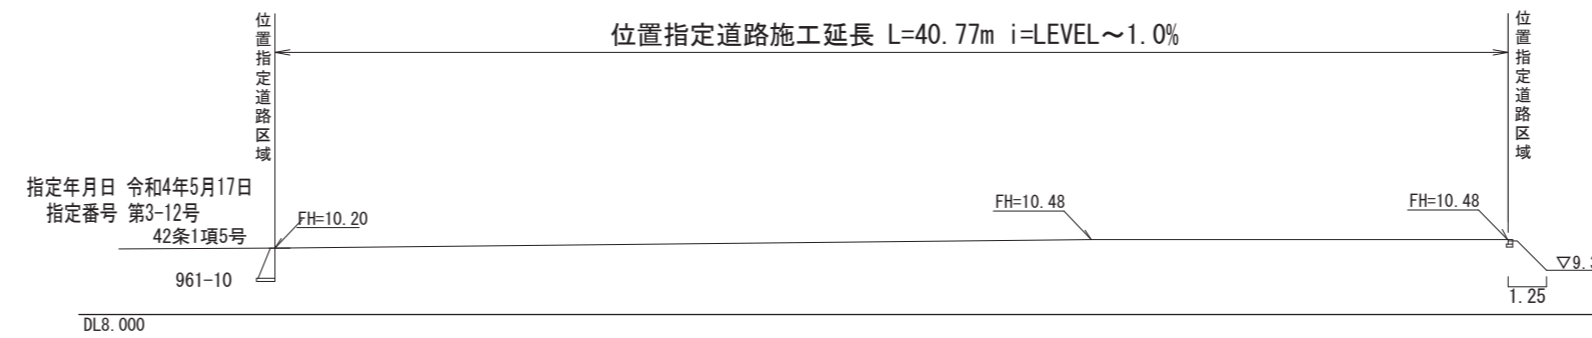 位置指定道路区域
位置指定道路施工延長 L=40.77m i=LEVEL～1.0%
位置指定道路区域
指定年月日 令和4年5月17日
指定番号 第3-12号
42条1項5号
961-10
FH=10.20
FH=10.48
FH=10.48
▽9.
1.25
DL8.000